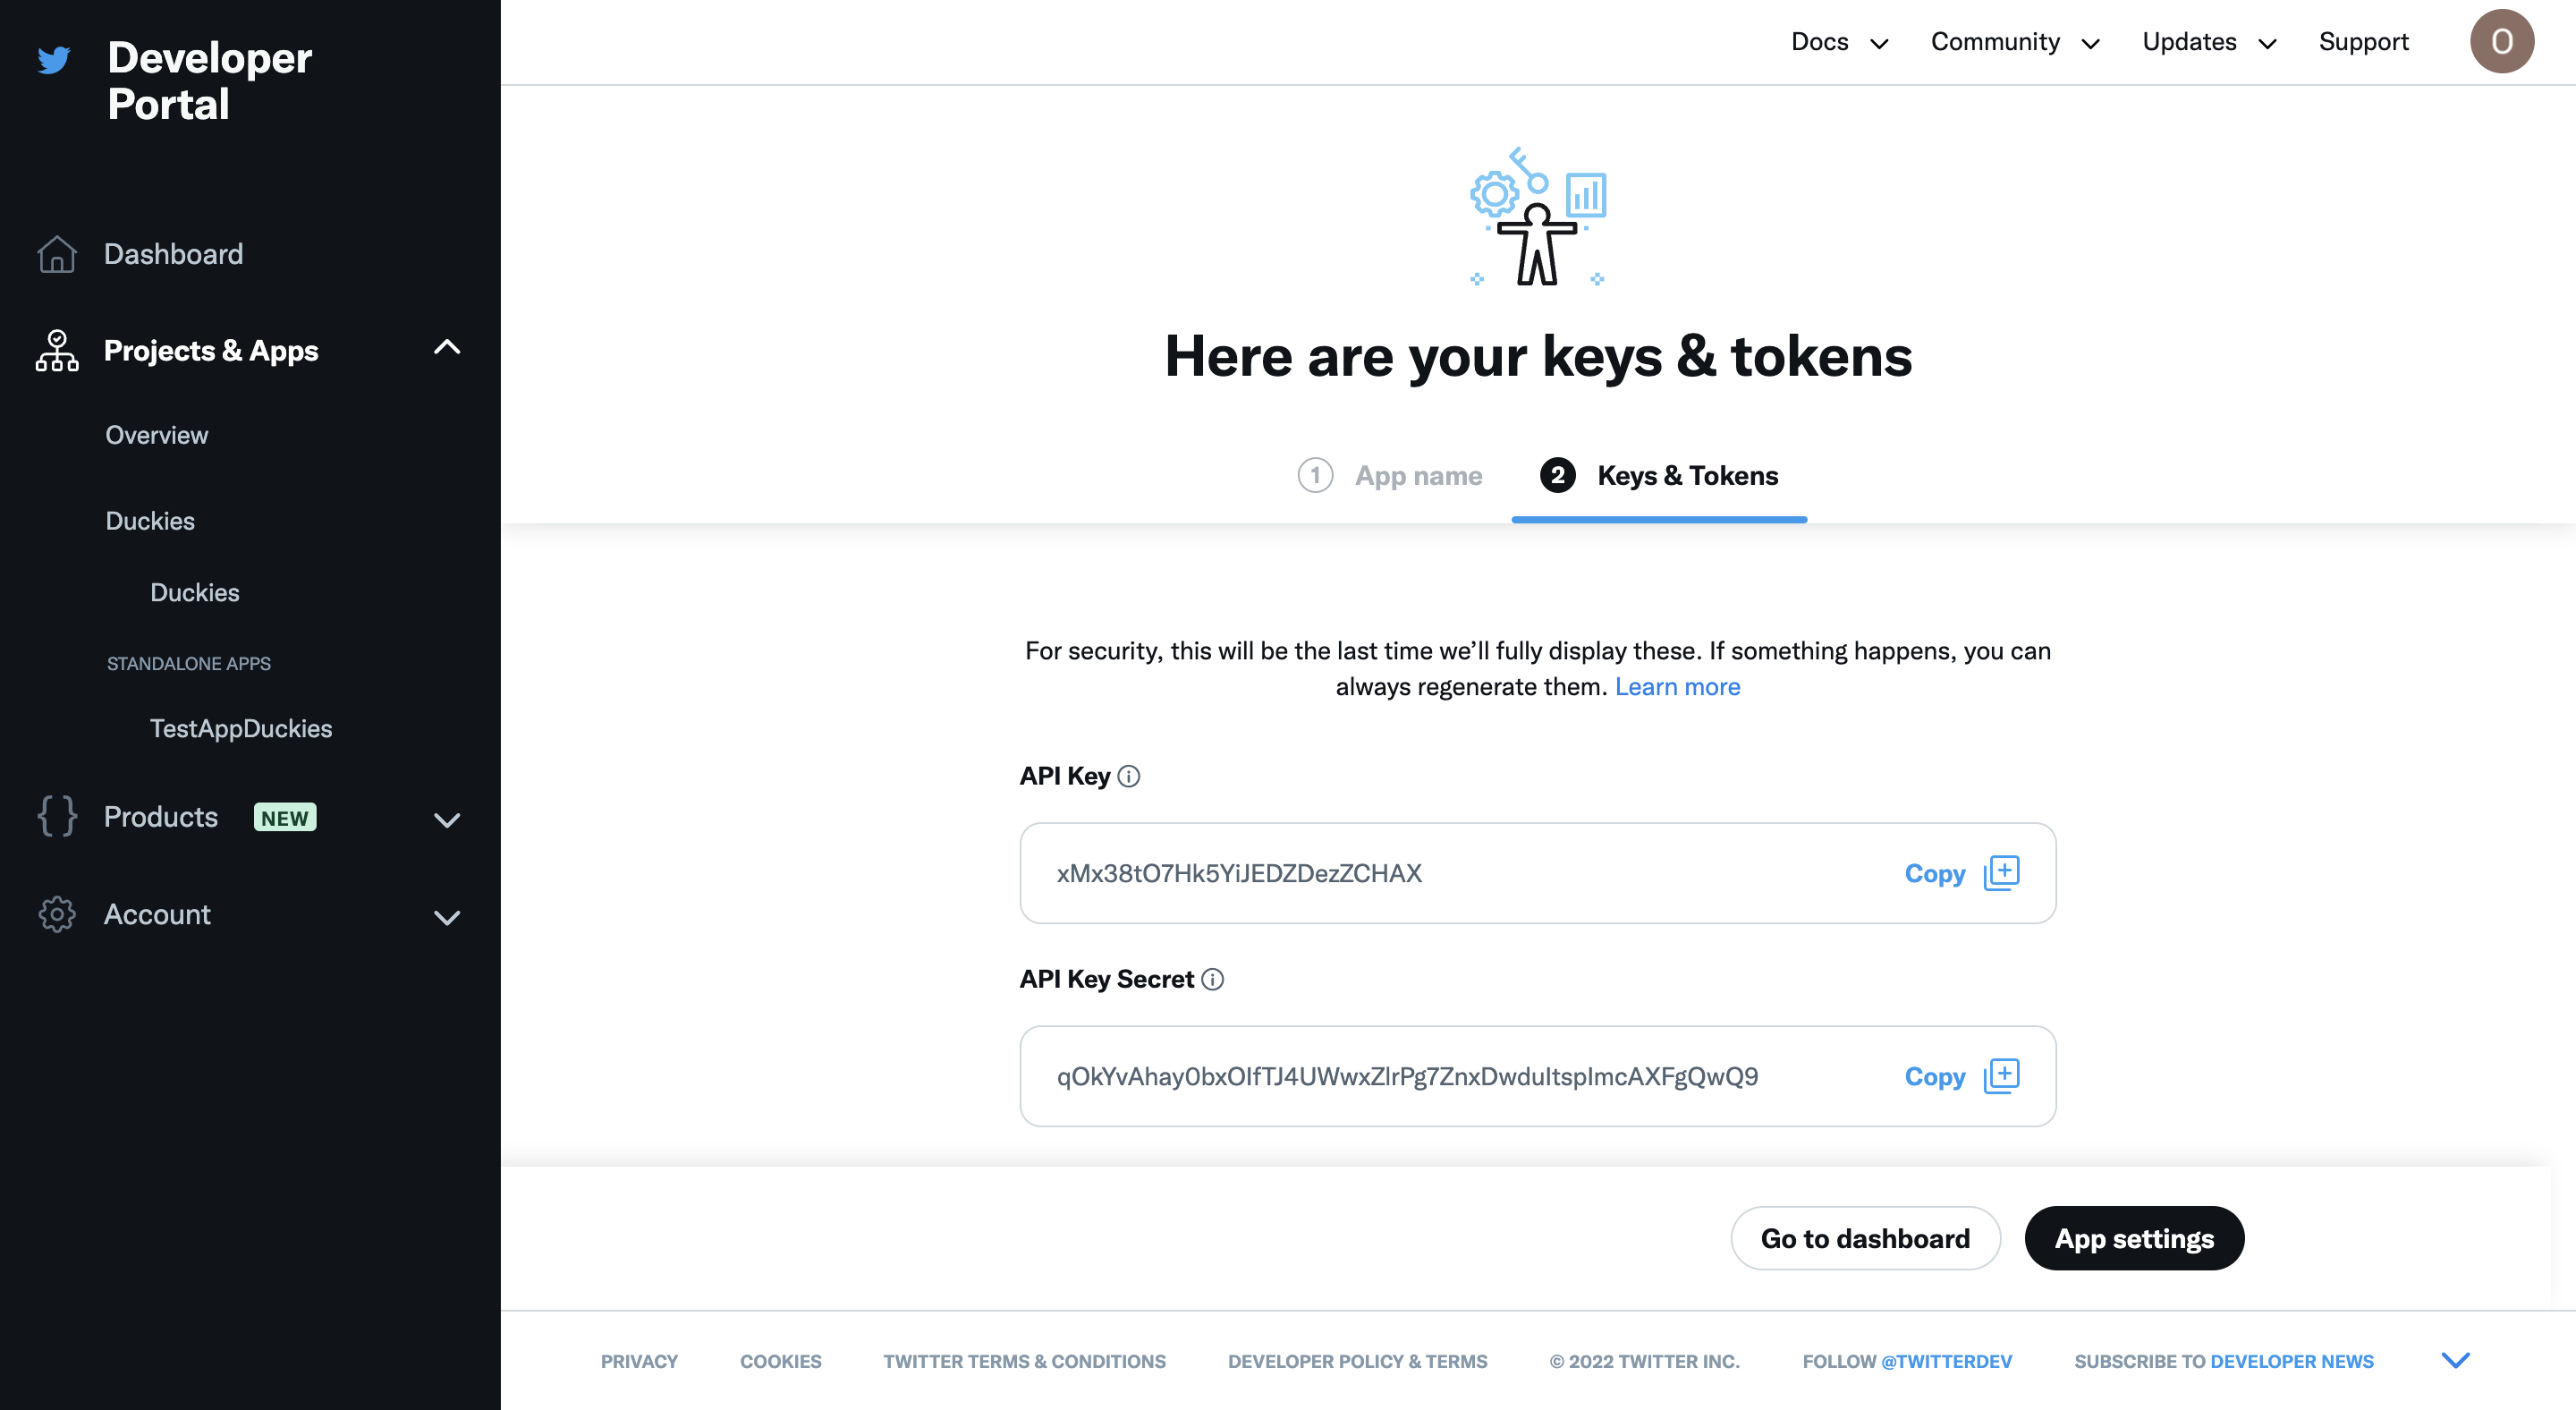 Developer
Portal
Docs
Community
Updates
Support
O
Dashboard
Projects & Apps
Overview
Duckies
Duckies
STANDALONE APPS
TestAppDuckies
Products NEW
Account
Here are your keys & tokens
1 App name
2 Keys & Tokens
For security, this will be the last time we’ll fully display these. If something happens, you can
always regenerate them. Learn more
API Key
xMx38tO7Hk5YiJEDZDezZCHAX
Copy
API Key Secret
qOkYvAhay0bxOIfTJ4UWwxZlrPg7ZnxDwduItspImcAXFgQwQ9
Copy
Go to dashboard
App settings
PRIVACY
COOKIES
TWITTER TERMS & CONDITIONS
DEVELOPER POLICY & TERMS
© 2022 TWITTER INC.
FOLLOW @TWITTERDEV
SUBSCRIBE TO DEVELOPER NEWS